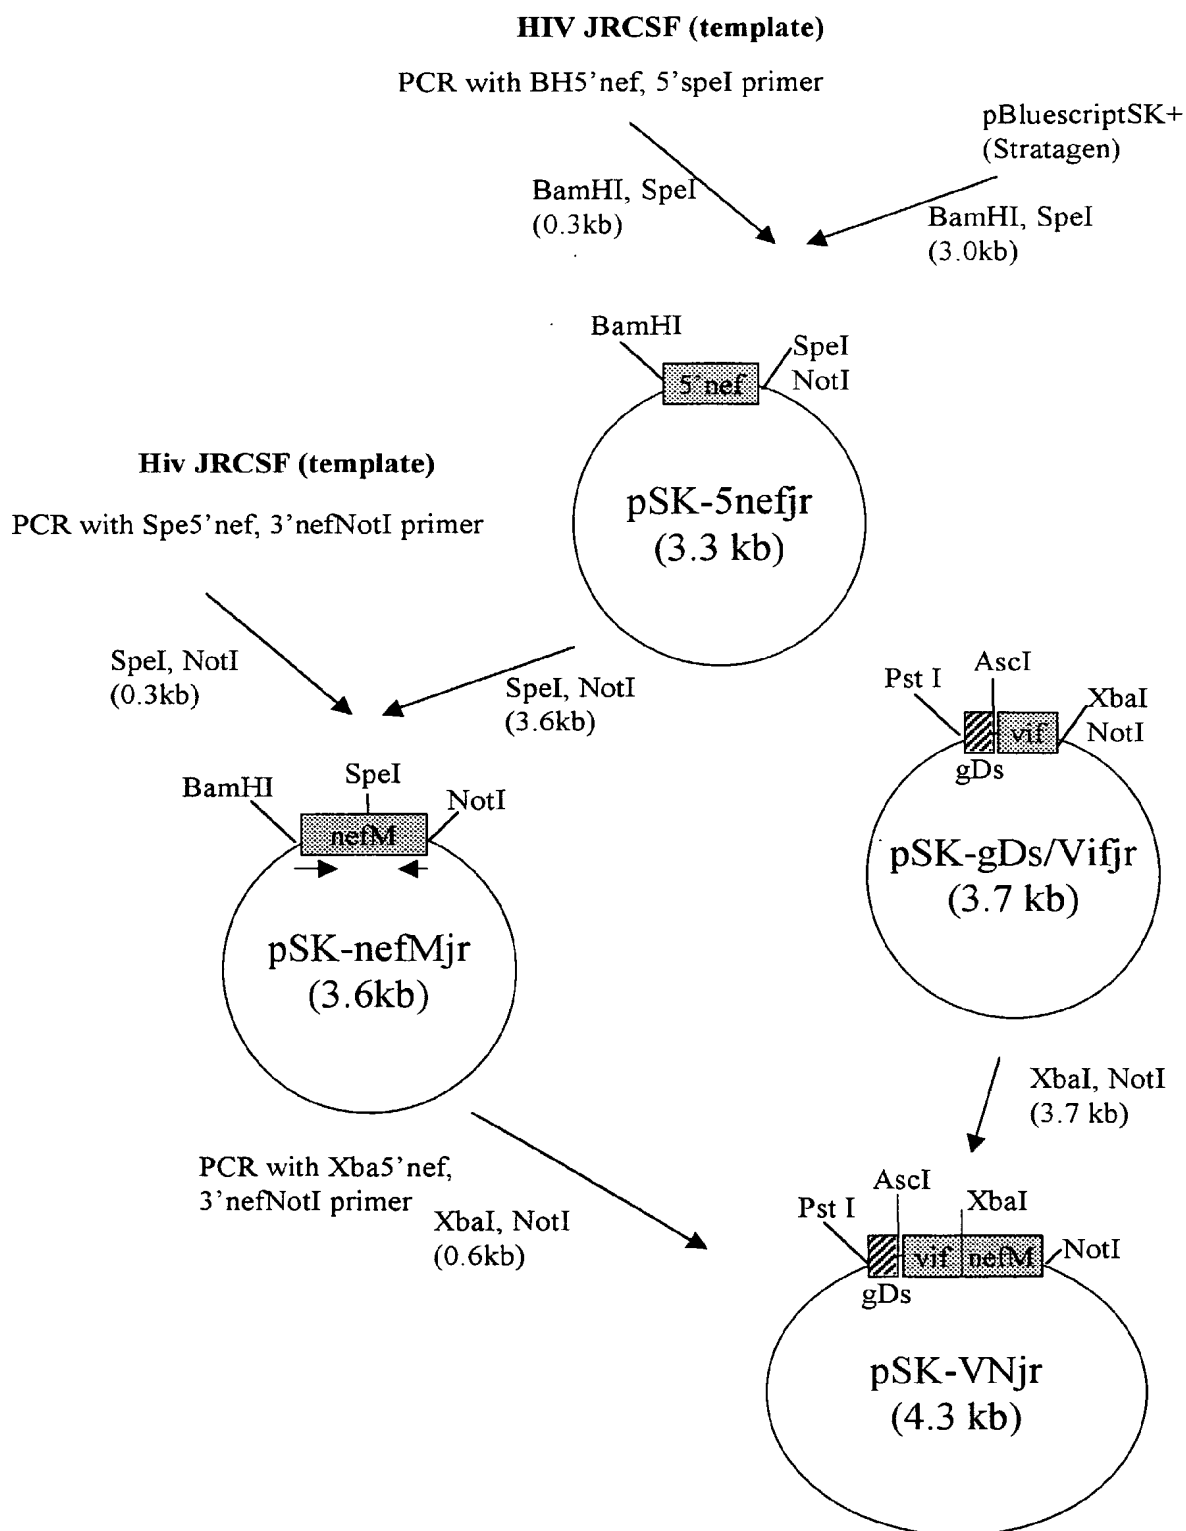 HIV JRCSF (template)
PCR with BH5'nef, 5'speI primer
pBluescriptSK+
(Stratagen)
BamHI, SpeI
(0.3kb)
BamHI, SpeI
(3.0kb)
BamHI
SpeI
NotI
5'nef
pSK-5nefjr
(3.3 kb)
Hiv JRCSF (template)
PCR with Spe5'nef, 3'nefNotI primer
SpeI, NotI
(0.3kb)
SpeI, NotI
(3.6kb)
BamHI
SpeI
NotI
nefM
pSK-nefMjr
(3.6kb)
Pst I
AscI
XbaI
NotI
vif
gDs
pSK-gDs/Vifjr
(3.7 kb)
XbaI, NotI
(3.7 kb)
PCR with Xba5'nef,
3'nefNotI primer
XbaI, NotI
(0.6kb)
Pst I
AscI
XbaI
NotI
vif
nefM
gDs
pSK-VNjr
(4.3 kb)